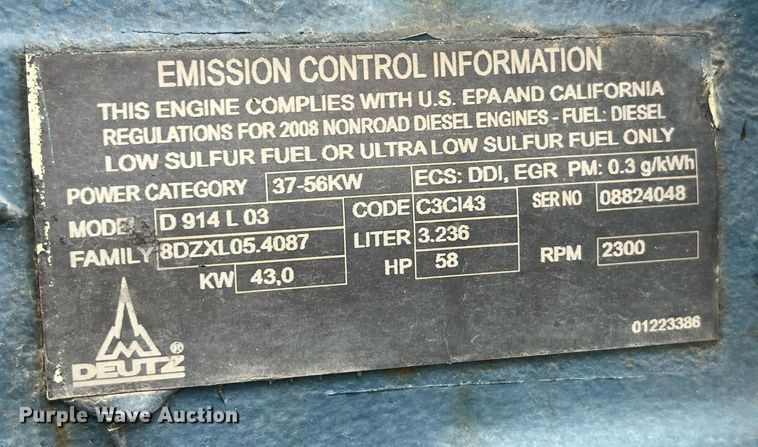 EMISSION CONTROL INFORMATION
THIS ENGINE COMPLIES WITH U.S. EPA AND CALIFORNIA
REGULATIONS FOR 2008 NONROAD DIESEL ENGINES - FUEL: DIESEL
LOW SULFUR FUEL OR ULTRA LOW SULFUR FUEL ONLY
POWER CATEGORY 37-56KW ECS: DDI, EGR PM: 0.3 g/kWh
MODEL D 914 L 03 CODE C3CI43 SER NO 08824048
FAMILY 8DZXL05.4087 LITER 3.236
KW 43,0 HP 58 RPM 2300
DEUTZ ®
01223386
Purple Wave Auction